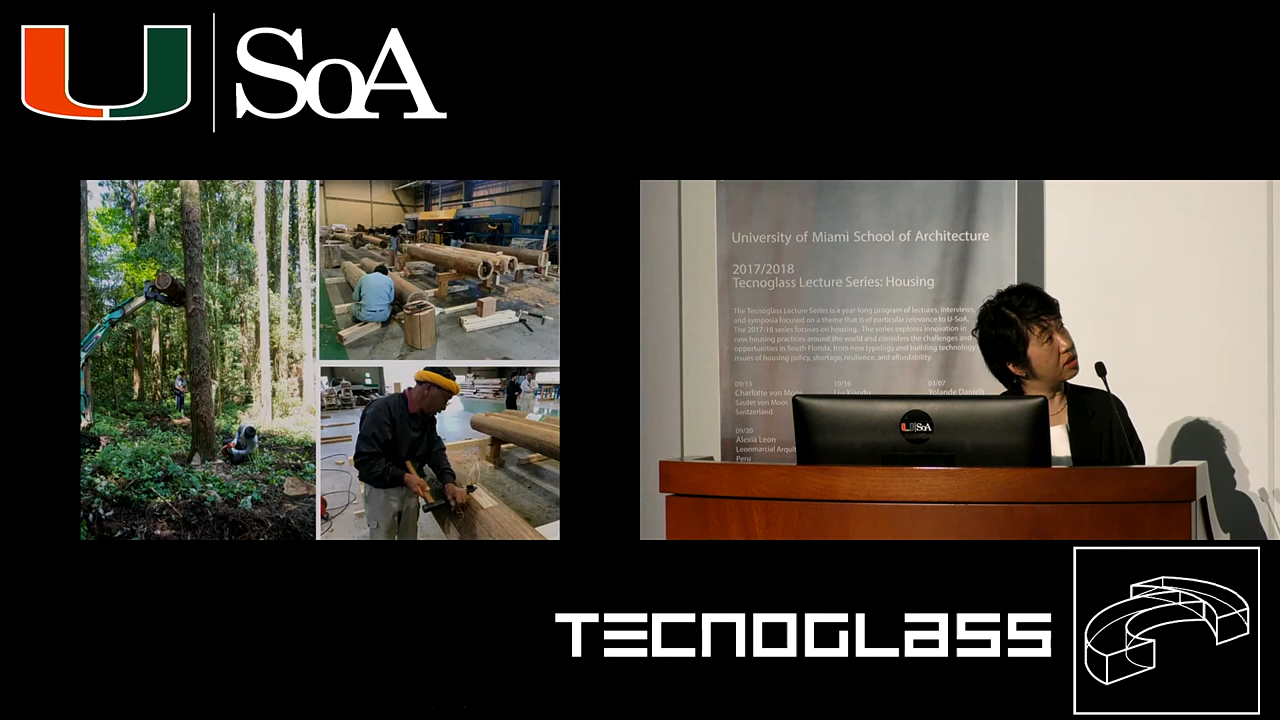 U SoA
University of Miami School of Architecture
2017/2018
Tecnoglass Lecture Series: Housing
The Tecnoglass Lecture Series is a year-long program of lectures, interviews,
and symposia focused on a theme that is of particular relevance to U-SoA.
The 2017-18 series focuses on housing. The series explores innovation in
new housing practices around the world and considers the challenges and
opportunities in South Florida, from new typology and building technology
issues of housing policy, shortage, resilience, and affordability.
09/13
Charlotte von Moos
Sauter von Moos
Switzerland
10/16
03/07
Yolande Daniels
09/20
Alexia Leon
Leonmarcial Arquit
Peru
U SoA
TECNOGLASS